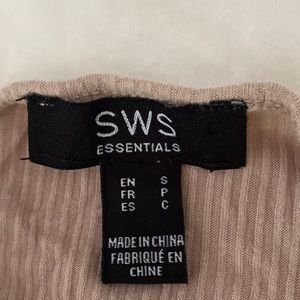 SWS
ESSENTIALS
EN S
FR P
ES C
MADE IN CHINA
FABRIQUÉ EN
CHINE